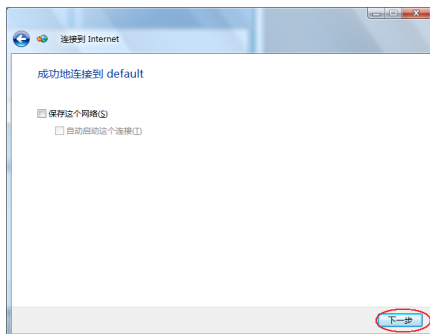 连接到 Internet
成功地连接到 default
保存这个网络(S)
自动启动这个连接(T)
下一步